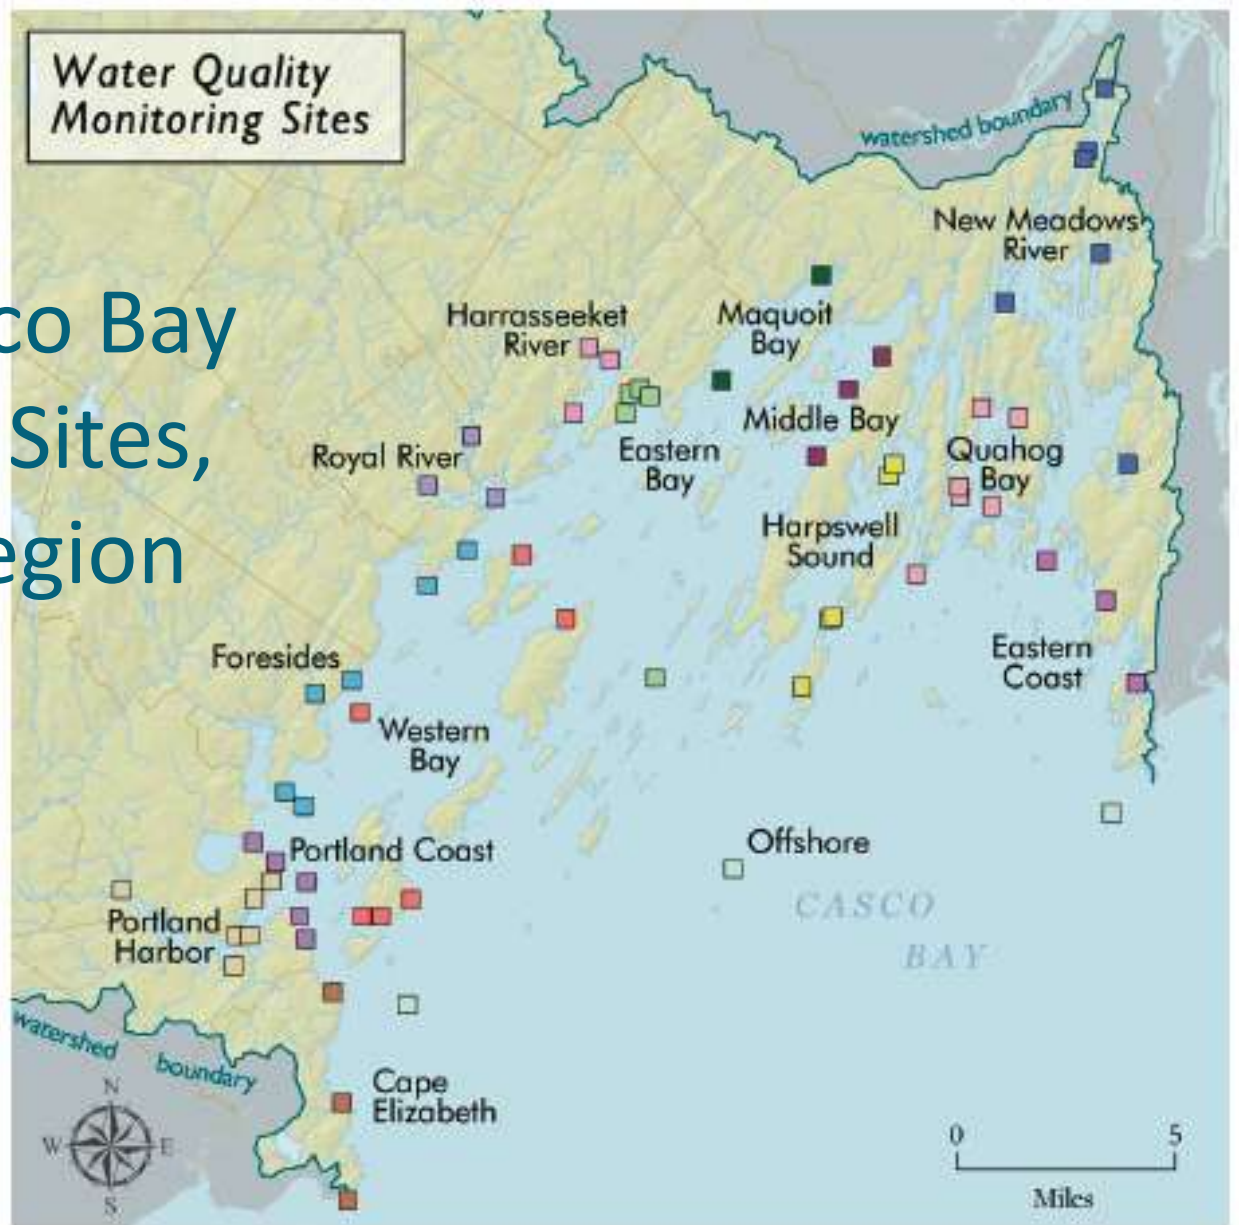 Water Quality
Monitoring Sites
watershed boundary
New Meadows
River
co Bay
Sites,
egion
Harrasseeket
River
Maquoit
Bay
Middle Bay
Royal River
Eastern
Bay
Quahog
Bay
Harpswell
Sound
Foresides
Eastern
Coast
Western
Bay
Portland Coast
Offshore
CASCO
BAY
Portland
Harbor
watershed boundary
Cape
Elizabeth
N
W E
S
0 5
Miles